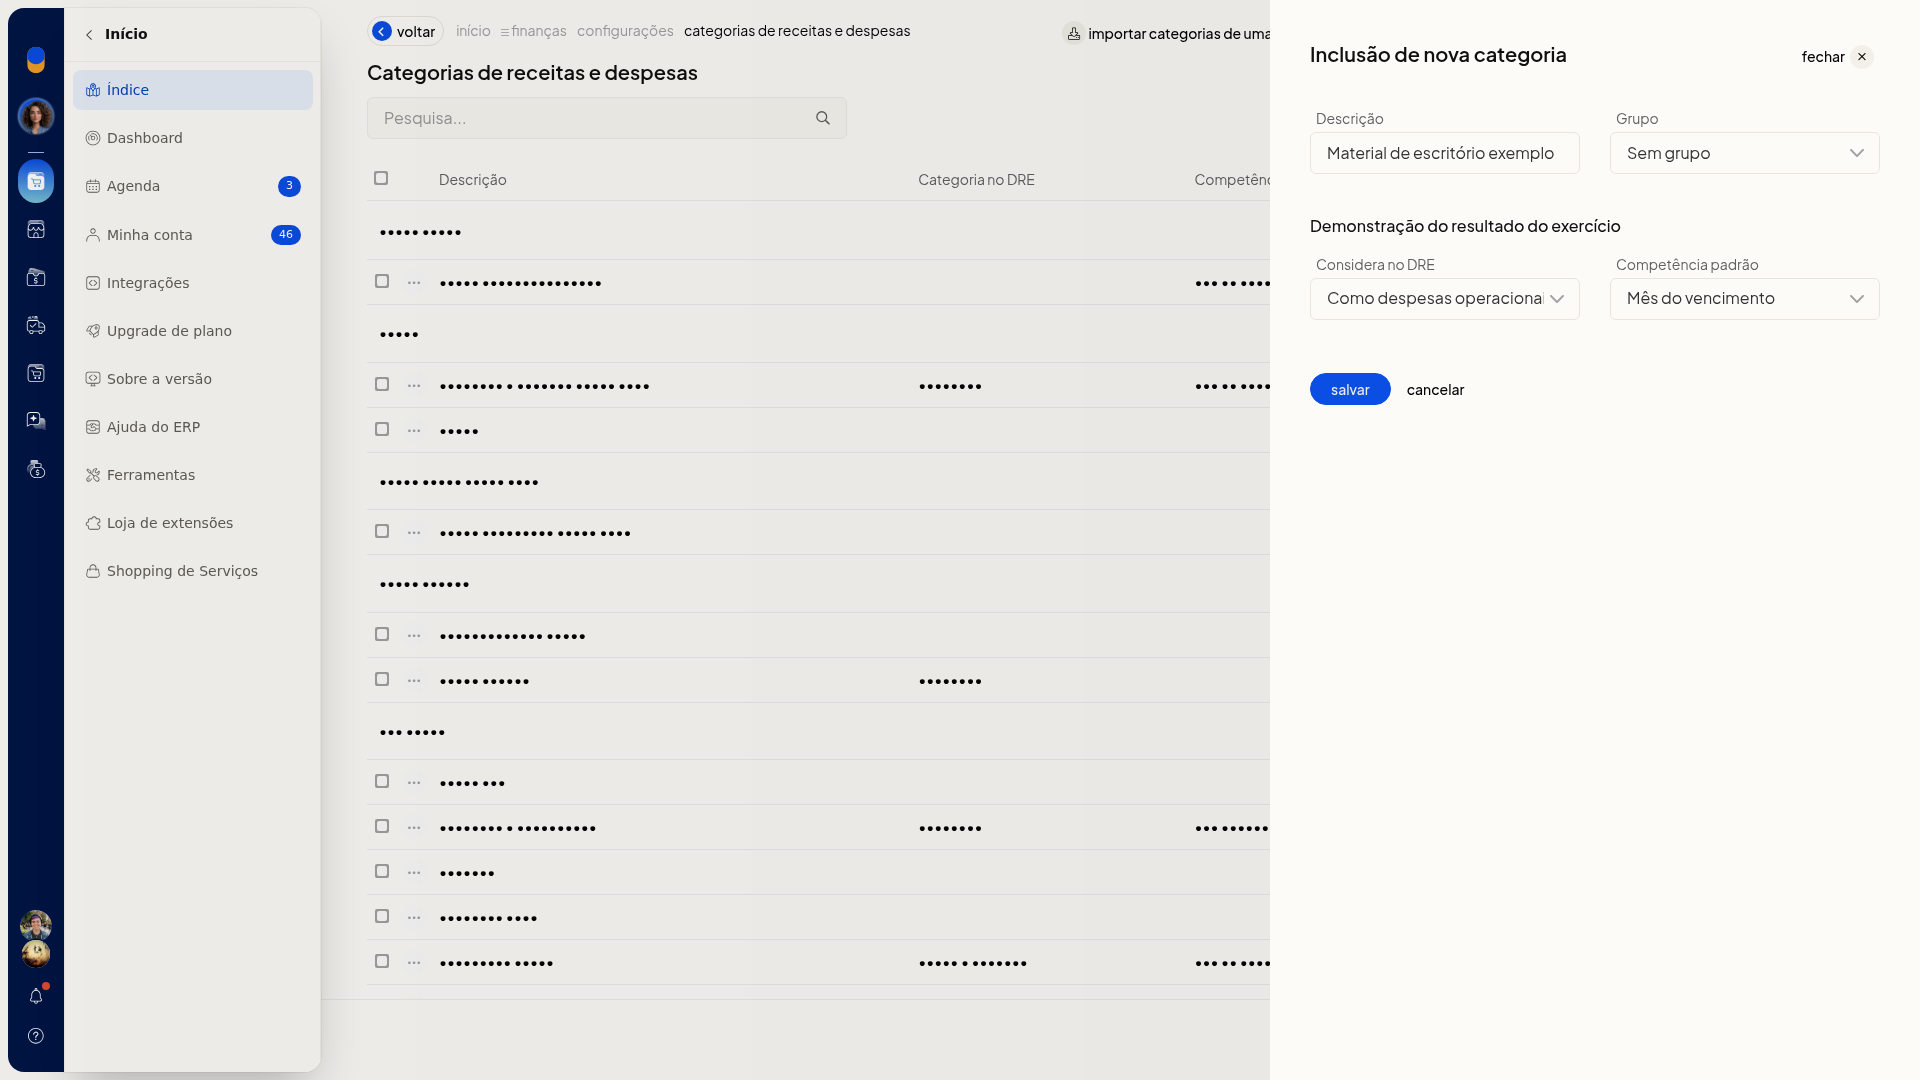 Início
Índice
Dashboard
Agenda 3
Minha conta 46
Integrações
Upgrade de plano
Sobre a versão
Ajuda do ERP
Ferramentas
Loja de extensões
Shopping de Serviços
voltar início finanças configurações categorias de receitas e despesas
importar categorias de uma
Categorias de receitas e despesas
Pesquisa...
Descrição Categoria no DRE Competênc
Inclusão de nova categoria
fechar
Descrição Grupo
Material de escritório exemplo Sem grupo
Demonstração do resultado do exercício
Considera no DRE Competência padrão
Como despesas operacionai Mês do vencimento
salvar cancelar